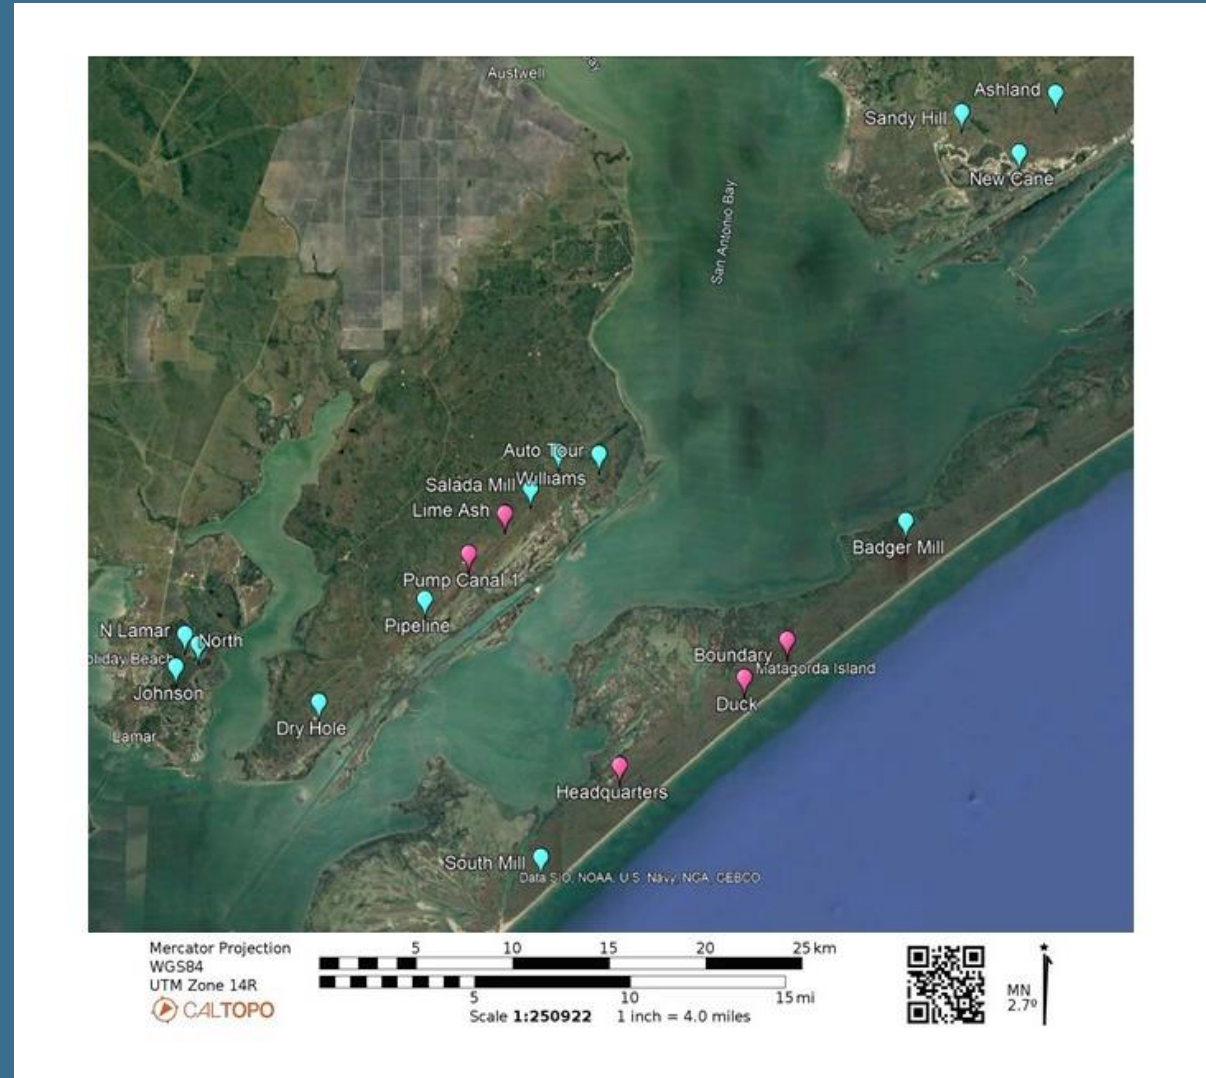 Austwell
ay
Ashland
Sandy Hill
New Cane
San Antonio Bay
Auto Tour
Williams
Salada Mill
Lime Ash
Badger Mill
Pump Canal 1
Pipeline
N Lamar
North
oliday Beach
Johnson
Boundary
Matagorda Island
Duck
Dry Hole
Lamar
Headquarters
South Mill
Data SIO, NOAA, U.S. Navy, NGA, GEBCO
Mercator Projection
WGS84
UTM Zone 14R
CALTOPO
5 10 15 20 25 km
5 10 15 mi
Scale 1:250922 1 inch = 4.0 miles
MN
2.7º